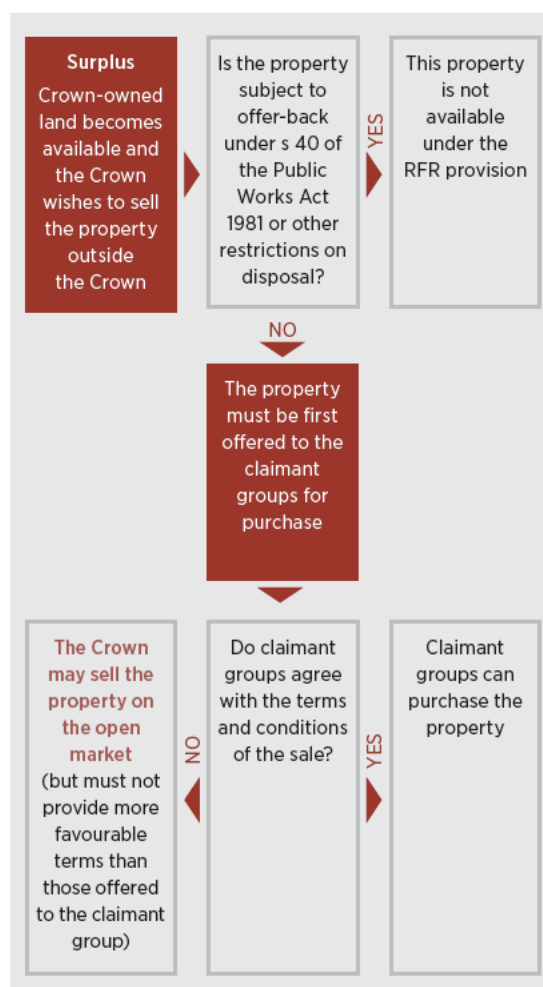 Surplus
Crown-owned
land becomes
available and
the Crown
wishes to sell
the property
outside
the Crown
Is the property
subject to
offer-back
under s 40 of
the Public
Works Act
1981 or other
restrictions on
disposal?
YES
This property
is not
available
under the
RFR provision
NO
The property
must be first
offered to the
claimant
groups for
purchase
The Crown
may sell the
property on
the open
market
(but must not
provide more
favourable
terms than
those offered
to the claimant
group)
NO
Do claimant
groups agree
with the terms
and conditions
of the sale?
YES
Claimant
groups can
purchase the
property